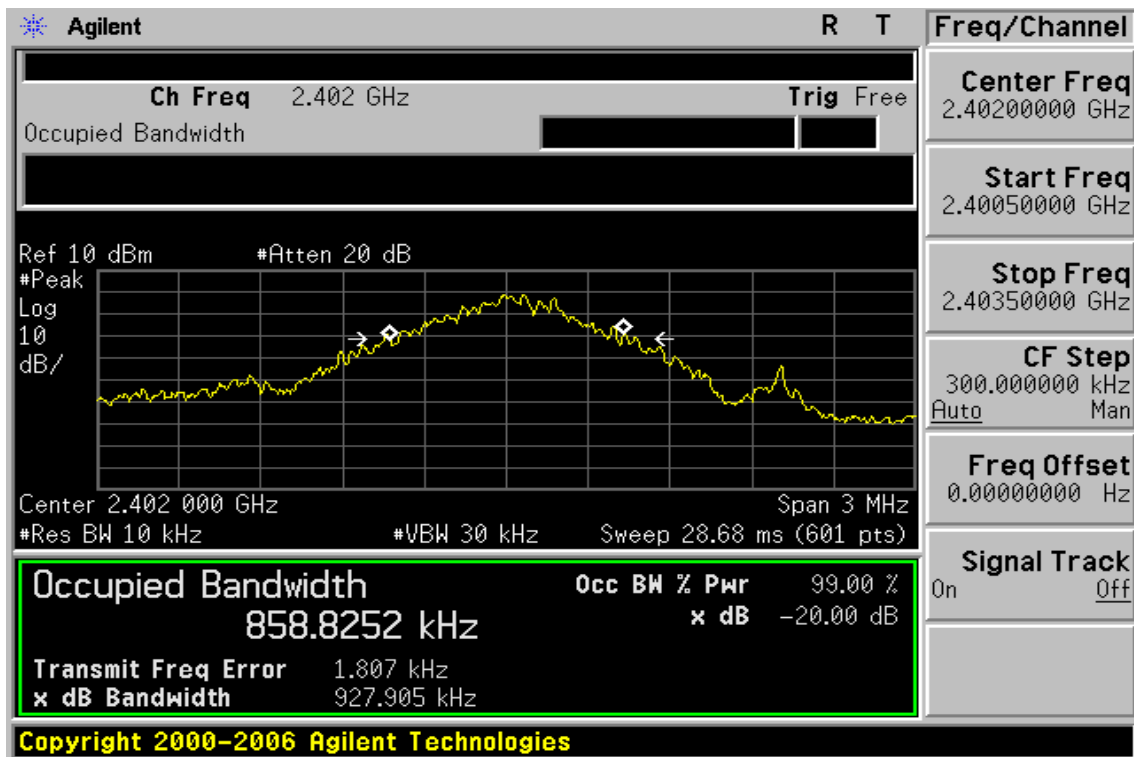 Agilent R T
Ch Freq 2.402 GHz Trig Free
Occupied Bandwidth
Ref 10 dBm #Atten 20 dB
#Peak
Log
10
dB/
Center 2.402 000 GHz Span 3 MHz
#Res BW 10 kHz #VBW 30 kHz Sweep 28.68 ms (601 pts)
Occupied Bandwidth
858.8252 kHz
Occ BW % Pwr 99.00 %
x dB -20.00 dB
Transmit Freq Error 1.807 kHz
x dB Bandwidth 927.905 kHz
Copyright 2000-2006 Agilent Technologies
Freq/Channel
Center Freq
2.40200000 GHz
Start Freq
2.40050000 GHz
Stop Freq
2.40350000 GHz
CF Step
300.000000 kHz
Auto Man
Freq Offset
0.00000000 Hz
Signal Track
On Off